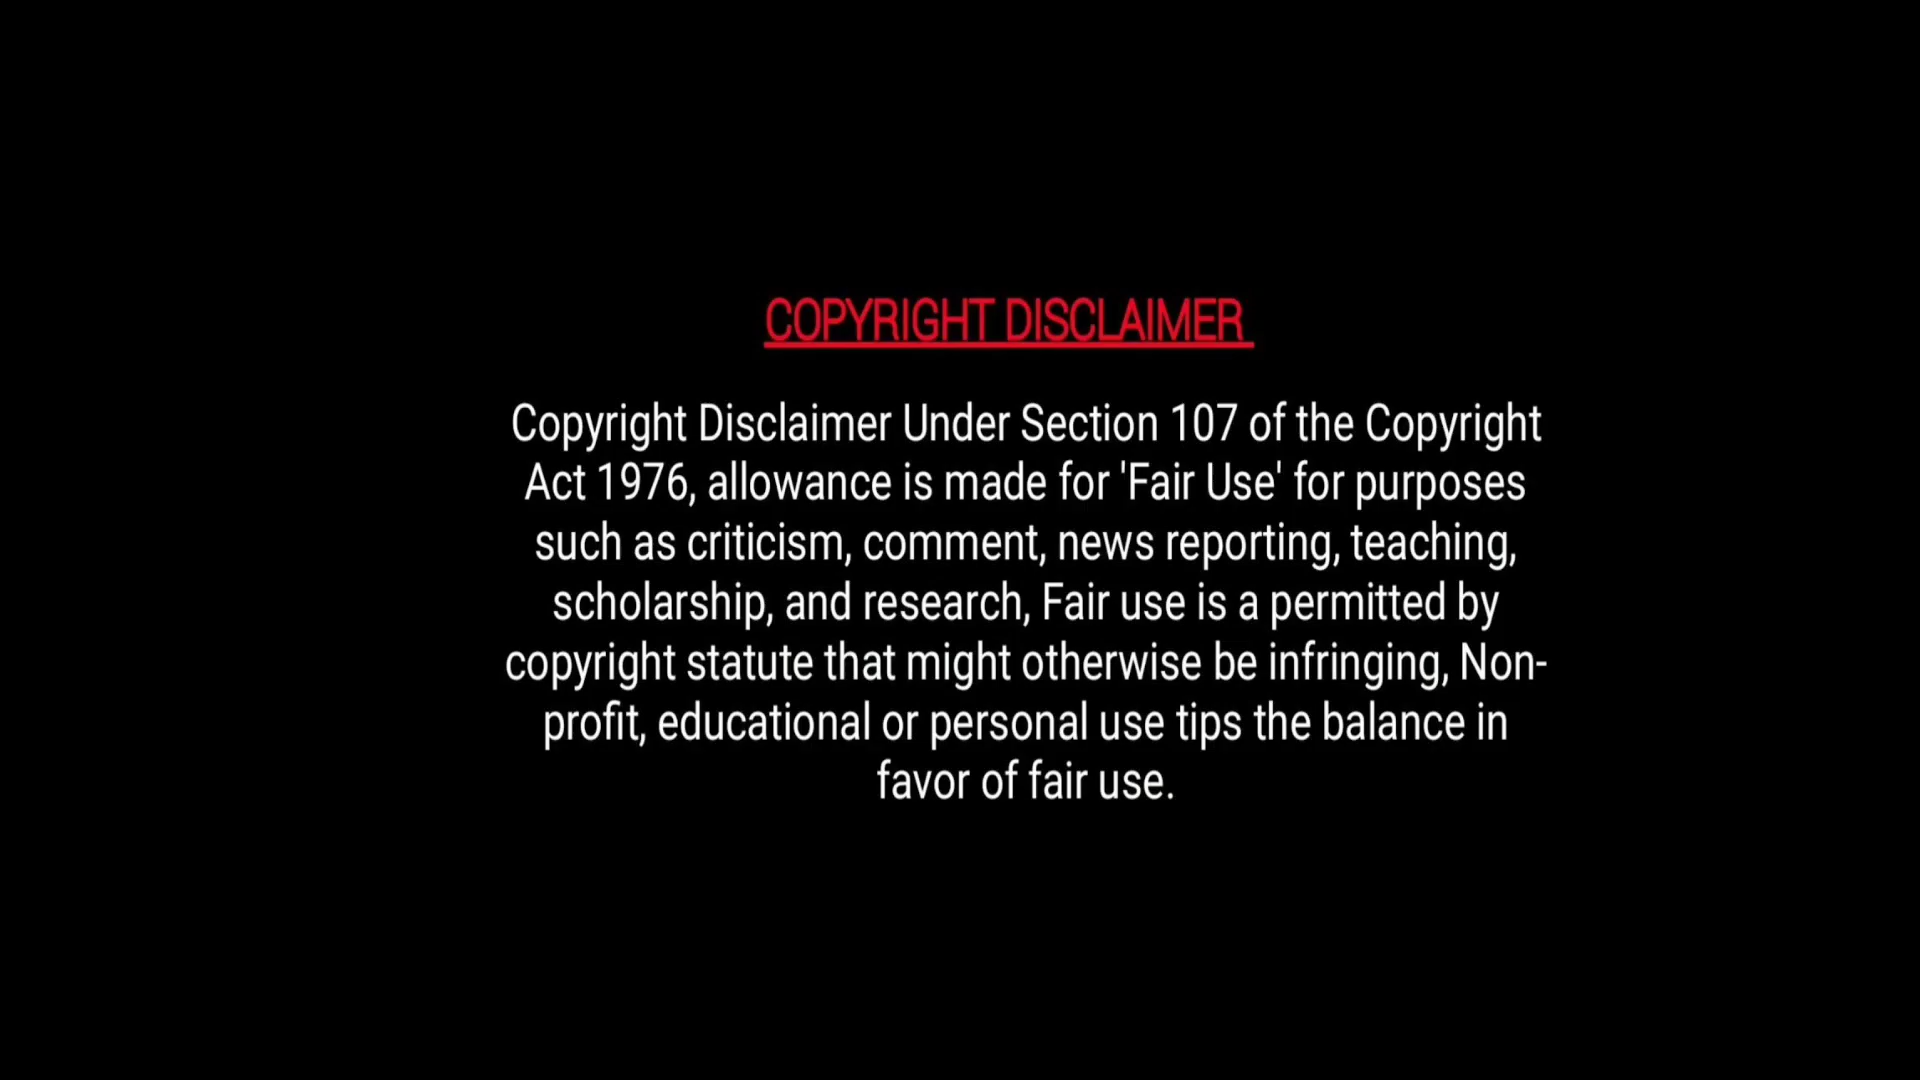 COPYRIGHT DISCLAIMER
Copyright Disclaimer Under Section 107 of the Copyright
Act 1976, allowance is made for 'Fair Use' for purposes
such as criticism, comment, news reporting, teaching,
scholarship, and research, Fair use is a permitted by
copyright statute that might otherwise be infringing, Non-
profit, educational or personal use tips the balance in
favor of fair use.